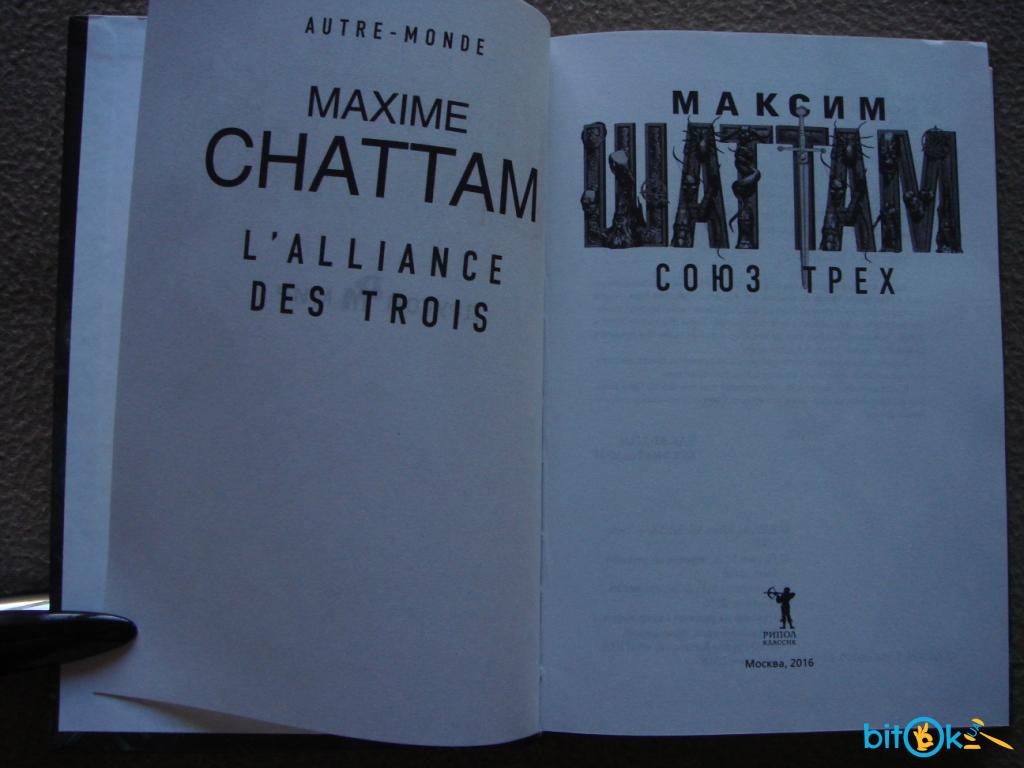 AUTRE-MONDE
MAXIME
CHATTAM
L'ALLIANCE
DES TROIS
МАКСИМ
ШАТТАМ
СОЮЗ ТРЕХ
РИПОЛ
КЛАССИК
Москва, 2016
bitOk